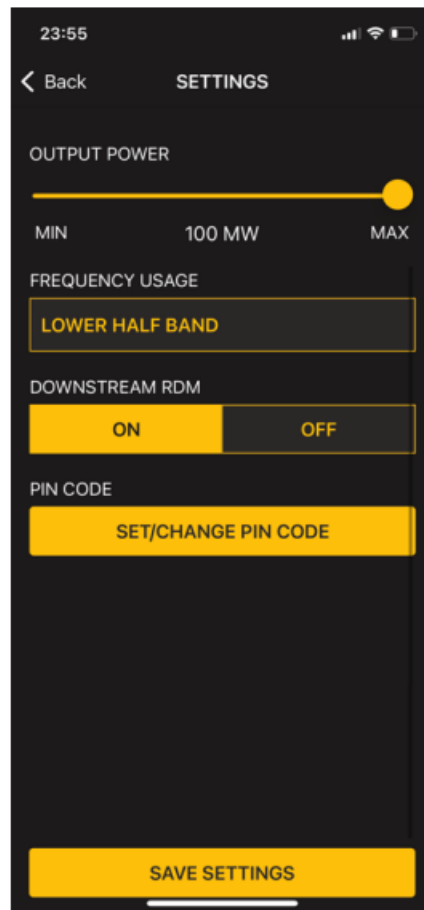 23:55
Back
SETTINGS
OUTPUT POWER
MIN 100 MW MAX
FREQUENCY USAGE
LOWER HALF BAND
DOWNSTREAM RDM
ON OFF
PIN CODE
SET/CHANGE PIN CODE
SAVE SETTINGS